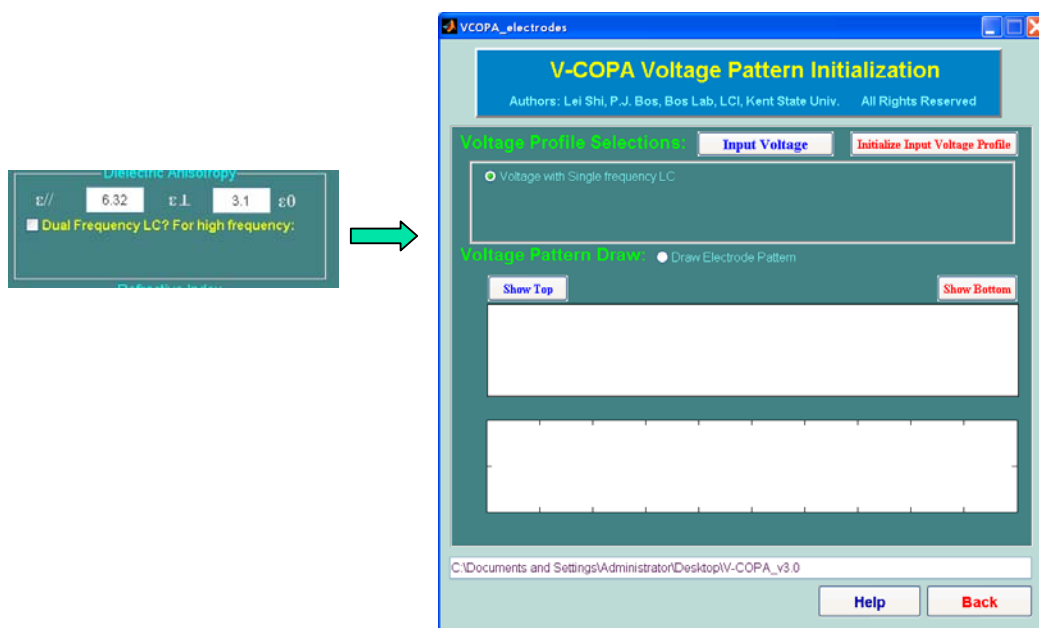 Dielectric Anisotropy
ε// 6.32 ε⊥ 3.1 ε0
Dual Frequency LC? For high frequency:
Refractive Index
VCOPA_electrodes
V-COPA Voltage Pattern Initialization
Authors: Lei Shi, P.J. Bos, Bos Lab, LCI, Kent State Univ. All Rights Reserved
Voltage Profile Selections: Input Voltage Initialize Input Voltage Profile
Voltage with Single frequency LC
Voltage Pattern Draw: Draw Electrode Pattern
Show Top Show Bottom
C:\Documents and Settings\Administrator\Desktop\V-COPA_v3.0
Help Back